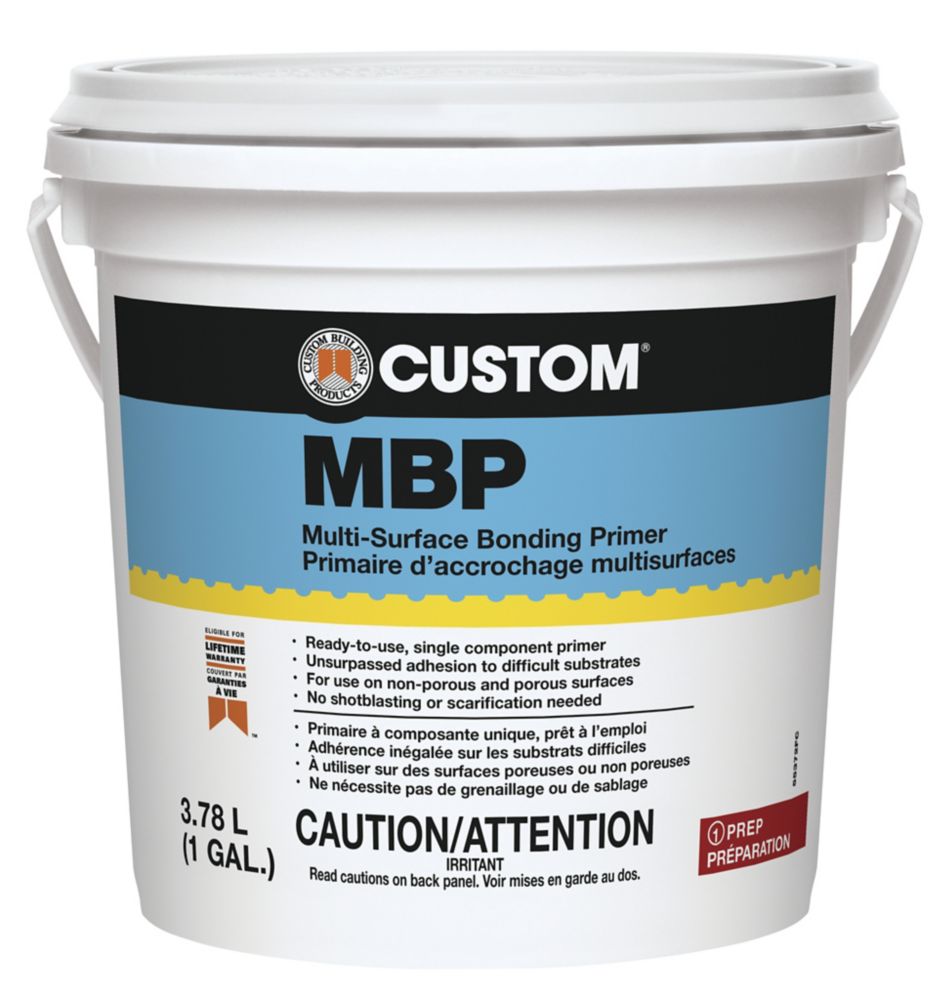 CUSTOM BUILDING PRODUCTS
CUSTOM®
MBP
Multi-Surface Bonding Primer
Primaire d'accrochage multisurfaces
ELIGIBLE FOR
LIFETIME
WARRANTY
COUVERT PAR
GARANTIES
À VIE
™
• Ready-to-use, single component primer
• Unsurpassed adhesion to difficult substrates
• For use on non-porous and porous surfaces
• No shotblasting or scarification needed
• Primaire à composante unique, prêt à l'emploi
• Adhérence inégalée sur les substrats difficiles
• À utiliser sur des surfaces poreuses ou non poreuses
• Ne nécessite pas de grenaillage ou de sablage
3.78 L
(1 GAL.)
CAUTION/ATTENTION
IRRITANT
Read cautions on back panel. Voir mises en garde au dos.
1 PREP
PRÉPARATION